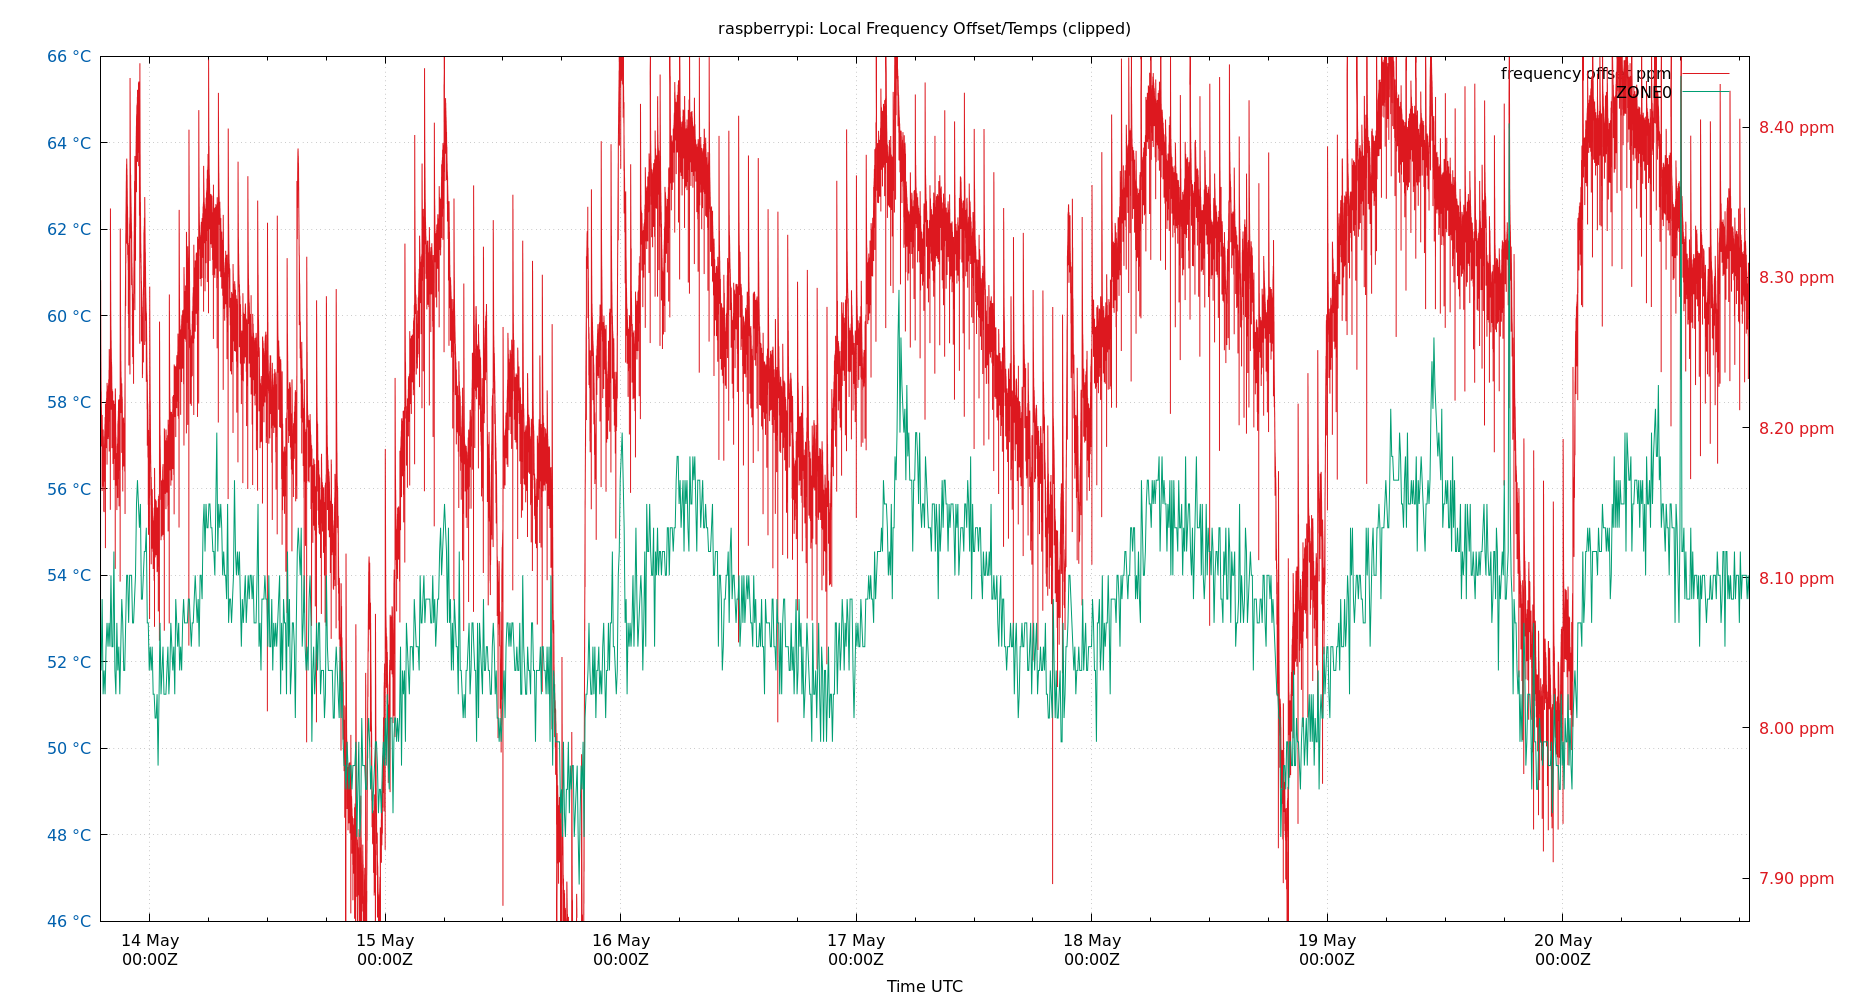 raspberrypi: Local Frequency Offset/Temps (clipped)
66 °C
64 °C
62 °C
60 °C
58 °C
56 °C
54 °C
52 °C
50 °C
48 °C
46 °C
frequency offset ppm
ZONE0
8.40 ppm
8.30 ppm
8.20 ppm
8.10 ppm
8.00 ppm
7.90 ppm
14 May
00:00Z
15 May
00:00Z
16 May
00:00Z
17 May
00:00Z
18 May
00:00Z
19 May
00:00Z
20 May
00:00Z
Time UTC